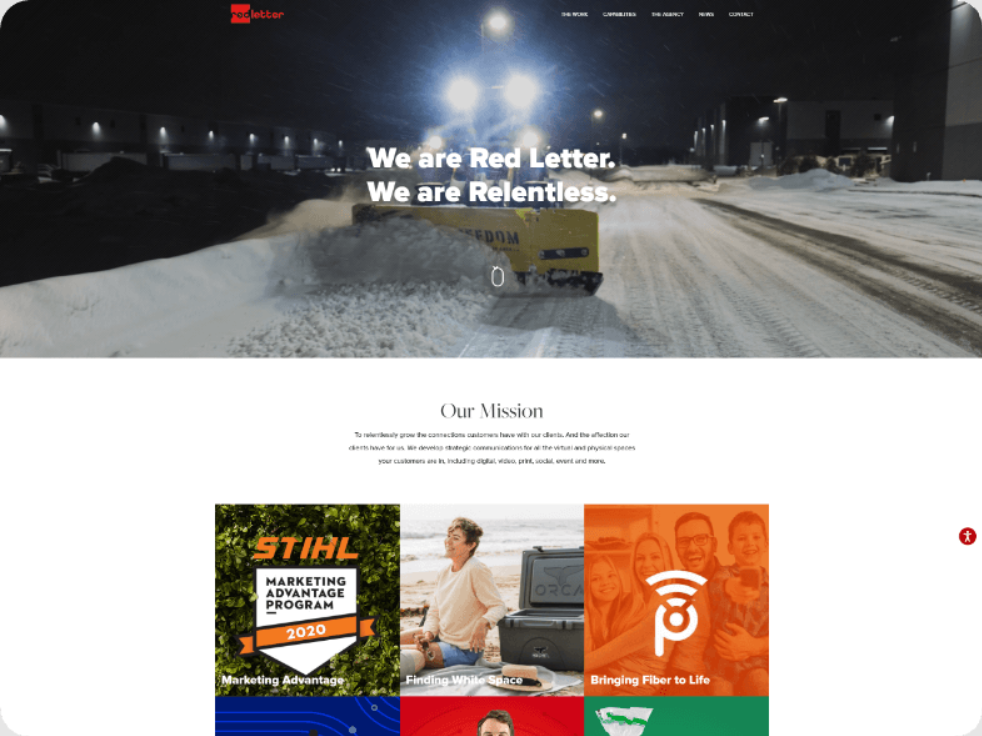 redletter
THE WORK CAPABILITIES THE AGENCY NEWS CONTACT
We are Red Letter.
We are Relentless.
EEDOM
Our Mission
To relentlessly grow the connections customers have with our clients. And the affection our
clients have for us. We develop strategic communications for all the virtual and physical spaces
your customers are in, including digital, video, print, social, event and more.
STIHL
MARKETING
ADVANTAGE
PROGRAM
2020
ORCA
Marketing Advantage
Finding White Space
Bringing Fiber to Life